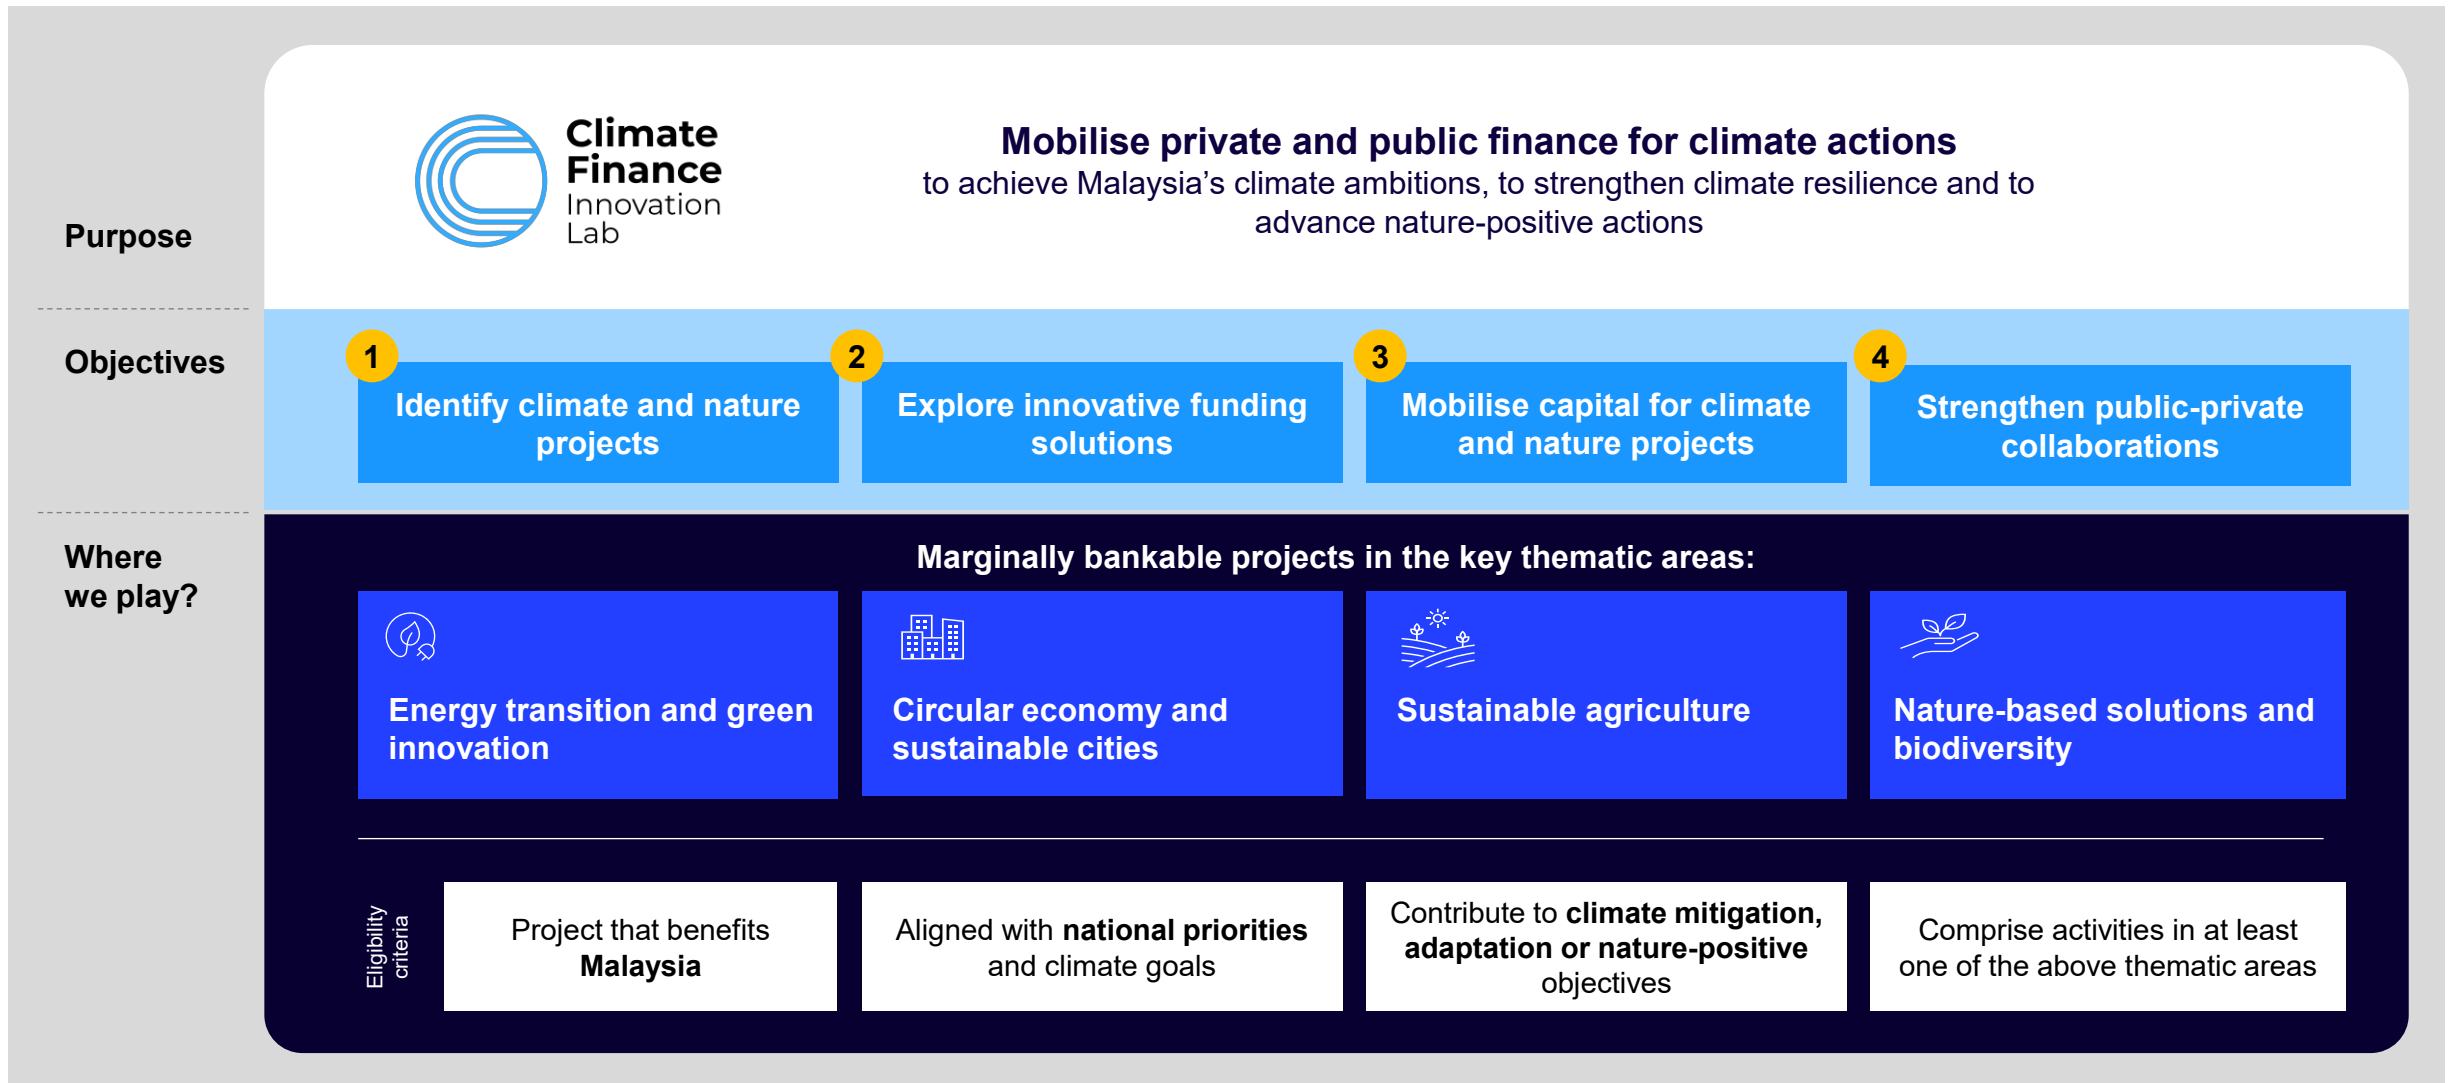 Climate
Finance
Innovation
Lab
Mobilise private and public finance for climate actions
to achieve Malaysia’s climate ambitions, to strengthen climate resilience and to
advance nature-positive actions
Purpose
Objectives
1
Identify climate and nature
projects
2
Explore innovative funding
solutions
3
Mobilise capital for climate
and nature projects
4
Strengthen public-private
collaborations
Where
we play?
Marginally bankable projects in the key thematic areas:
Energy transition and green
innovation
Circular economy and
sustainable cities
Sustainable agriculture
Nature-based solutions and
biodiversity
Eligibility
criteria
Project that benefits
Malaysia
Aligned with national priorities
and climate goals
Contribute to climate mitigation,
adaptation or nature-positive
objectives
Comprise activities in at least
one of the above thematic areas